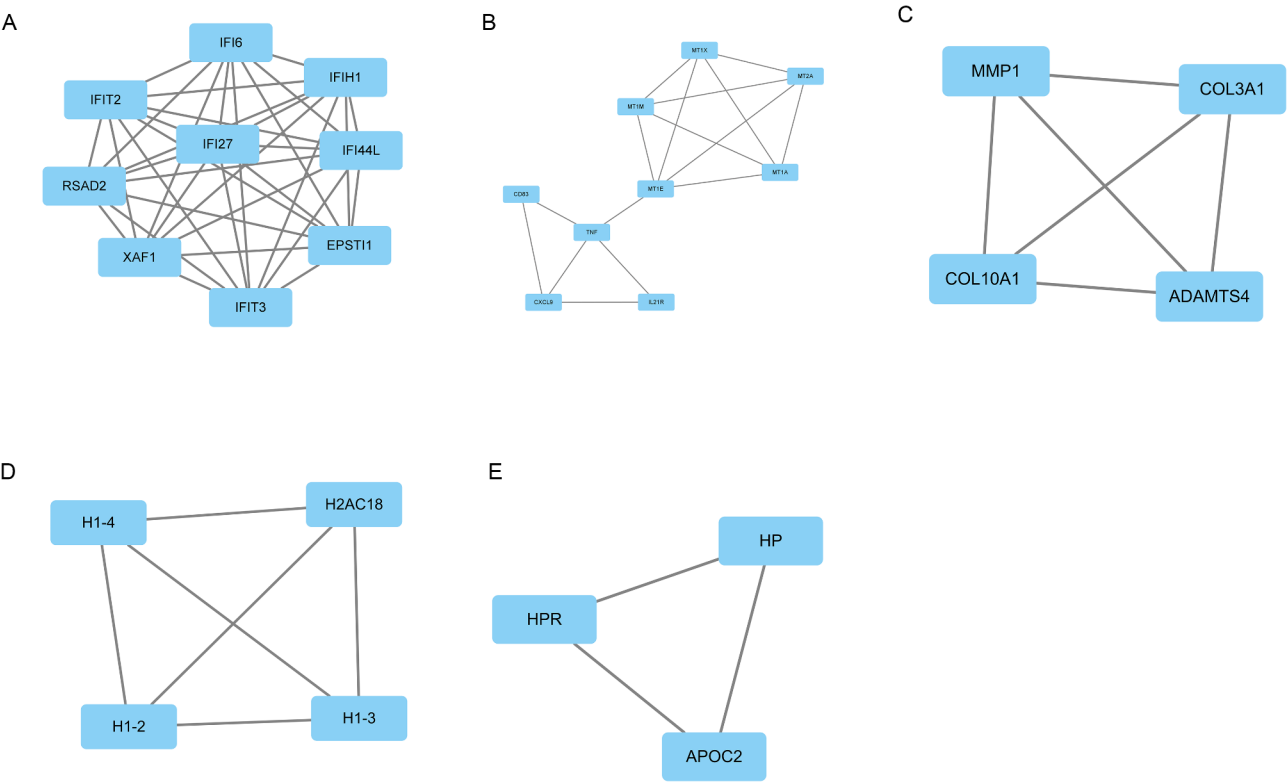 A
IFI6
IFIH1
IFIT2
IFI27
IFI44L
RSAD2
EPSTI1
XAF1
IFIT3
B
MT1X
MT2A
MT1M
MT1A
MT1E
CD83
TNF
CXCL9
IL21R
C
MMP1
COL3A1
COL10A1
ADAMTS4
D
H2AC18
H1-4
H1-3
H1-2
E
HP
HPR
APOC2